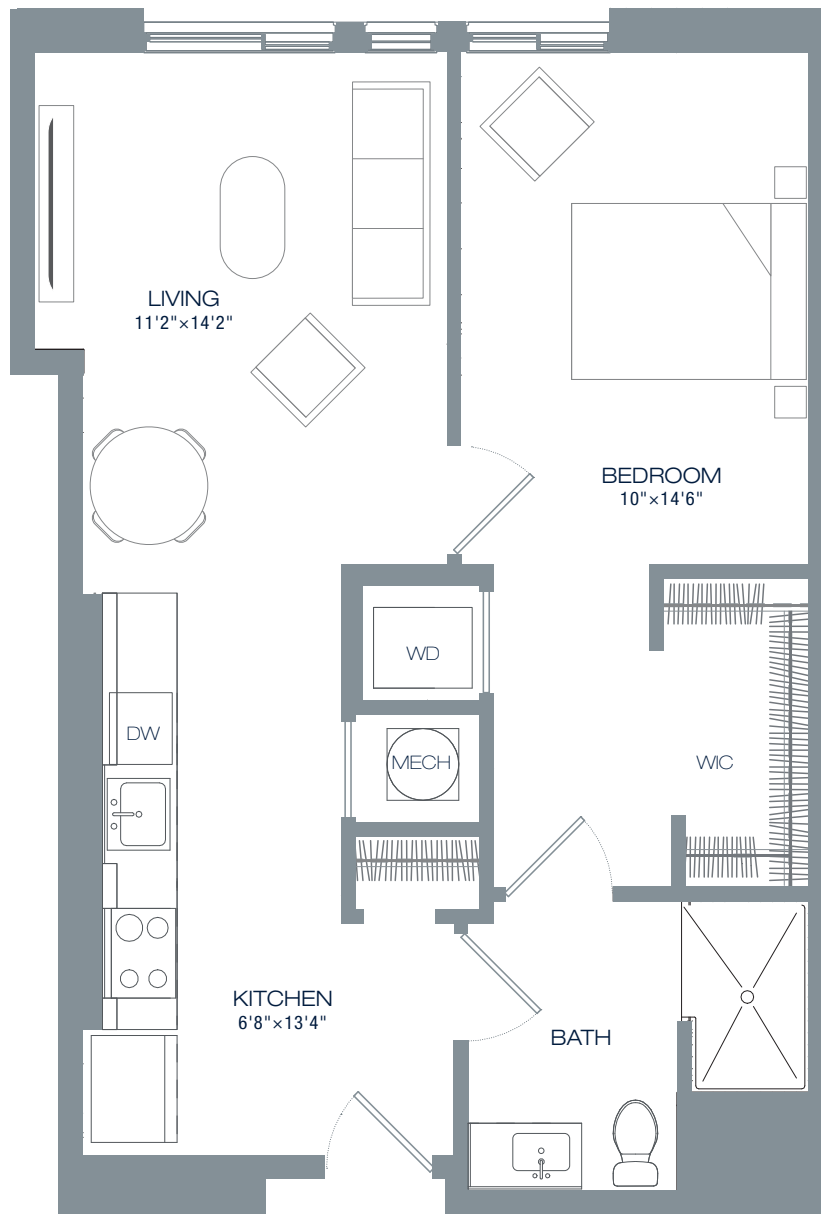 LIVING
11'2"×14'2"
BEDROOM
10"×14'6"
WD
DW
MECH
WIC
KITCHEN
6'8"×13'4"
BATH